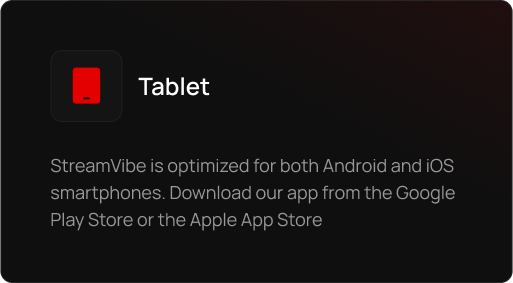 Tablet
StreamVibe is optimized for both Android and iOS
smartphones. Download our app from the Google
Play Store or the Apple App Store